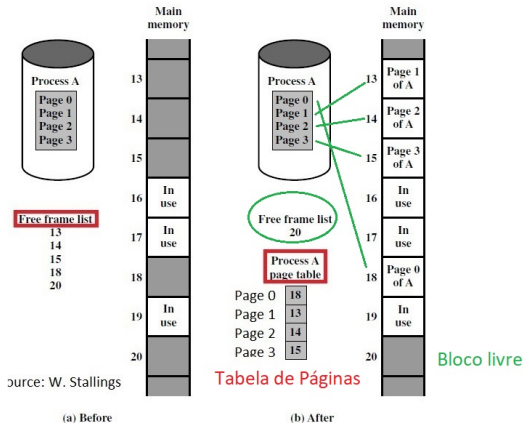 Main
memory
Process A
Page 0
Page 1
Page 2
Page 3
Free frame list
13
14
15
18
20
13
14
15
16
In
use
17
In
use
18
19
In
use
20
ource: W. Stallings
(a) Before
Main
memory
Process A
Page 0
Page 1
Page 2
Page 3
Free frame list
20
Process A
page table
Page 0 18
Page 1 13
Page 2 14
Page 3 15
Tabela de Páginas
13
Page 1
of A
14
Page 2
of A
15
Page 3
of A
16
In
use
17
In
use
18
Page 0
of A
19
In
use
20
Bloco livre
(b) After